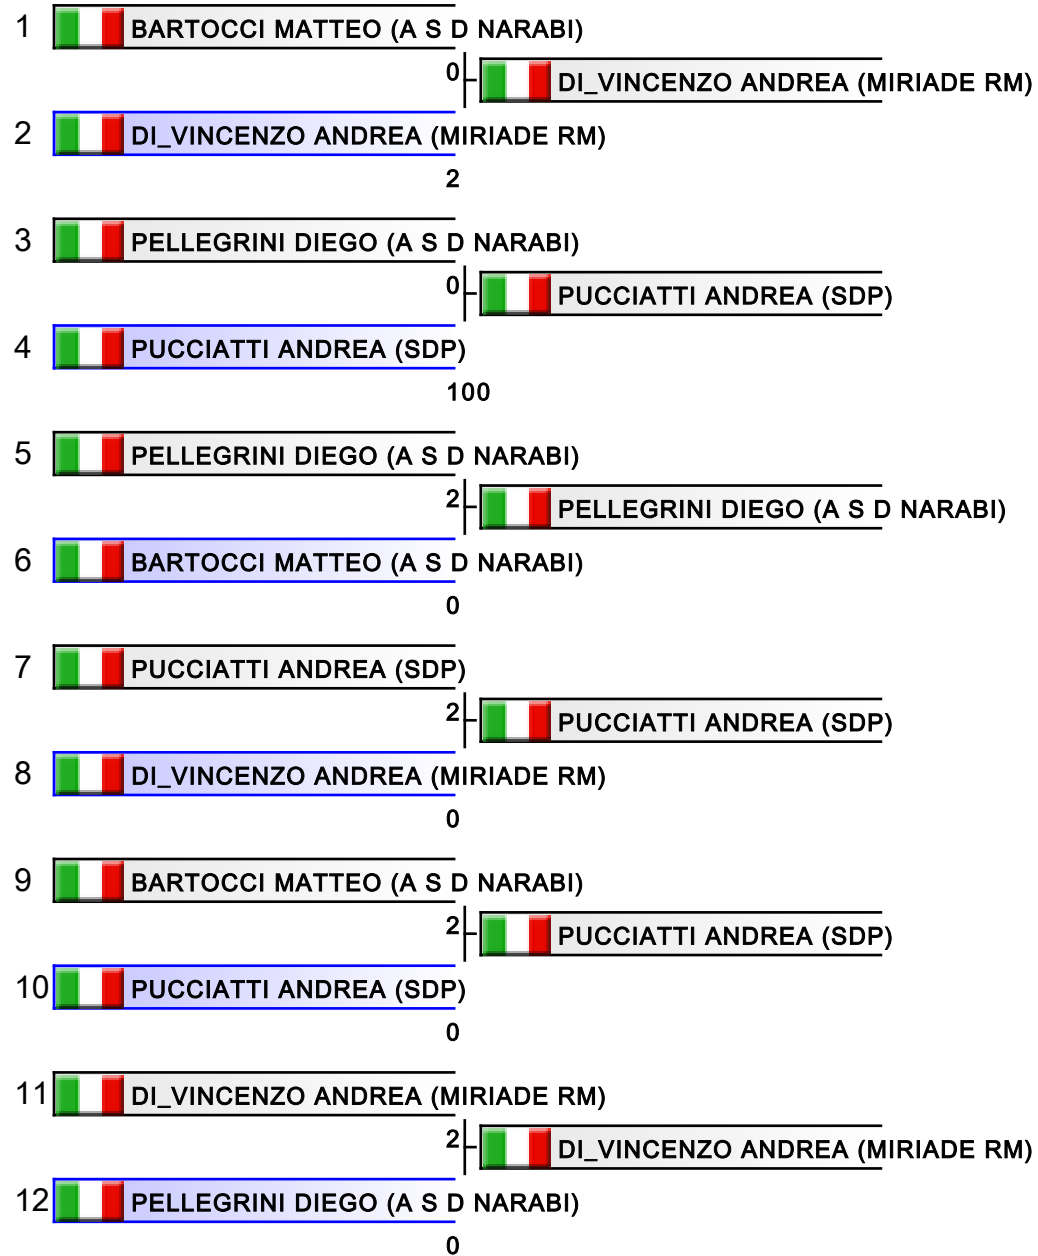 1 BARTOCCI MATTEO (A S D NARABI)
0 DI_VINCENZO ANDREA (MIRIADE RM)
2 DI_VINCENZO ANDREA (MIRIADE RM)
2
3 PELLEGRINI DIEGO (A S D NARABI)
0 PUCCIATTI ANDREA (SDP)
4 PUCCIATTI ANDREA (SDP)
100
5 PELLEGRINI DIEGO (A S D NARABI)
2 PELLEGRINI DIEGO (A S D NARABI)
6 BARTOCCI MATTEO (A S D NARABI)
0
7 PUCCIATTI ANDREA (SDP)
2 PUCCIATTI ANDREA (SDP)
8 DI_VINCENZO ANDREA (MIRIADE RM)
0
9 BARTOCCI MATTEO (A S D NARABI)
2 PUCCIATTI ANDREA (SDP)
10 PUCCIATTI ANDREA (SDP)
0
11 DI_VINCENZO ANDREA (MIRIADE RM)
2 DI_VINCENZO ANDREA (MIRIADE RM)
12 PELLEGRINI DIEGO (A S D NARABI)
0